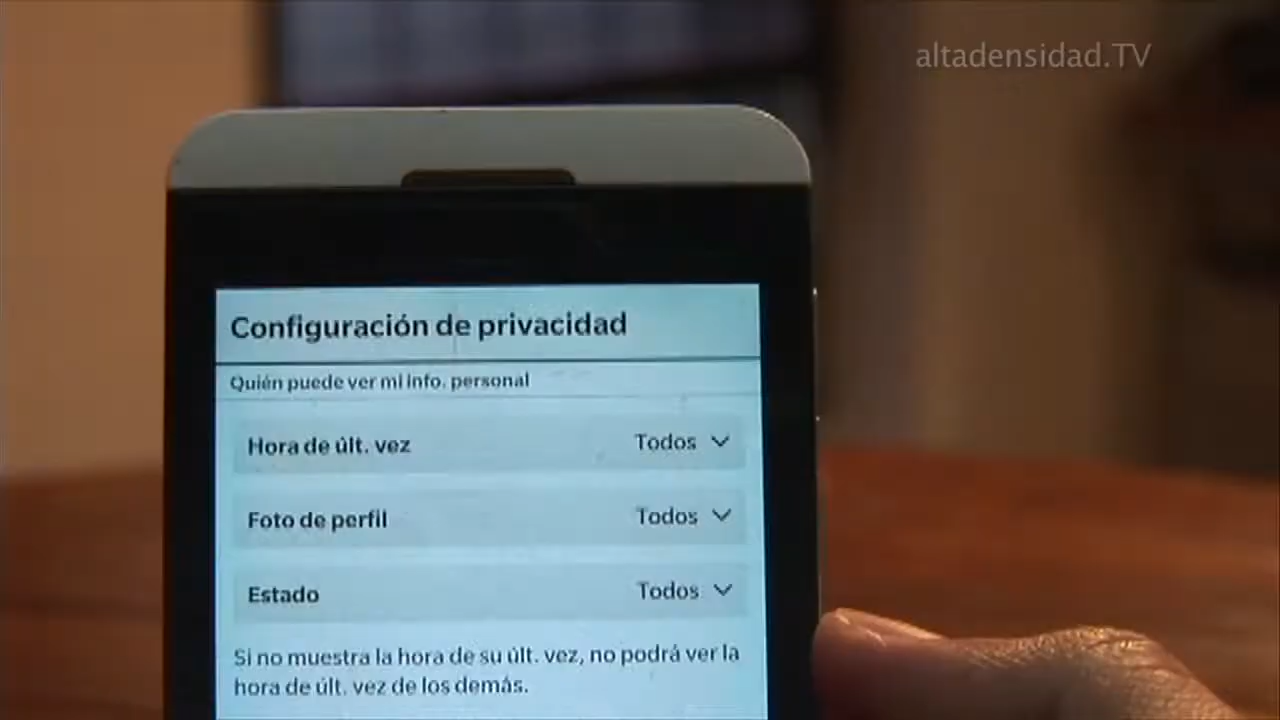 altadensidad.TV
Configuración de privacidad
Quién puede ver mi info. personal
Hora de últ. vez Todos
Foto de perfil Todos
Estado Todos
Si no muestra la hora de su últ. vez, no podrá ver la
hora de últ. vez de los demás.